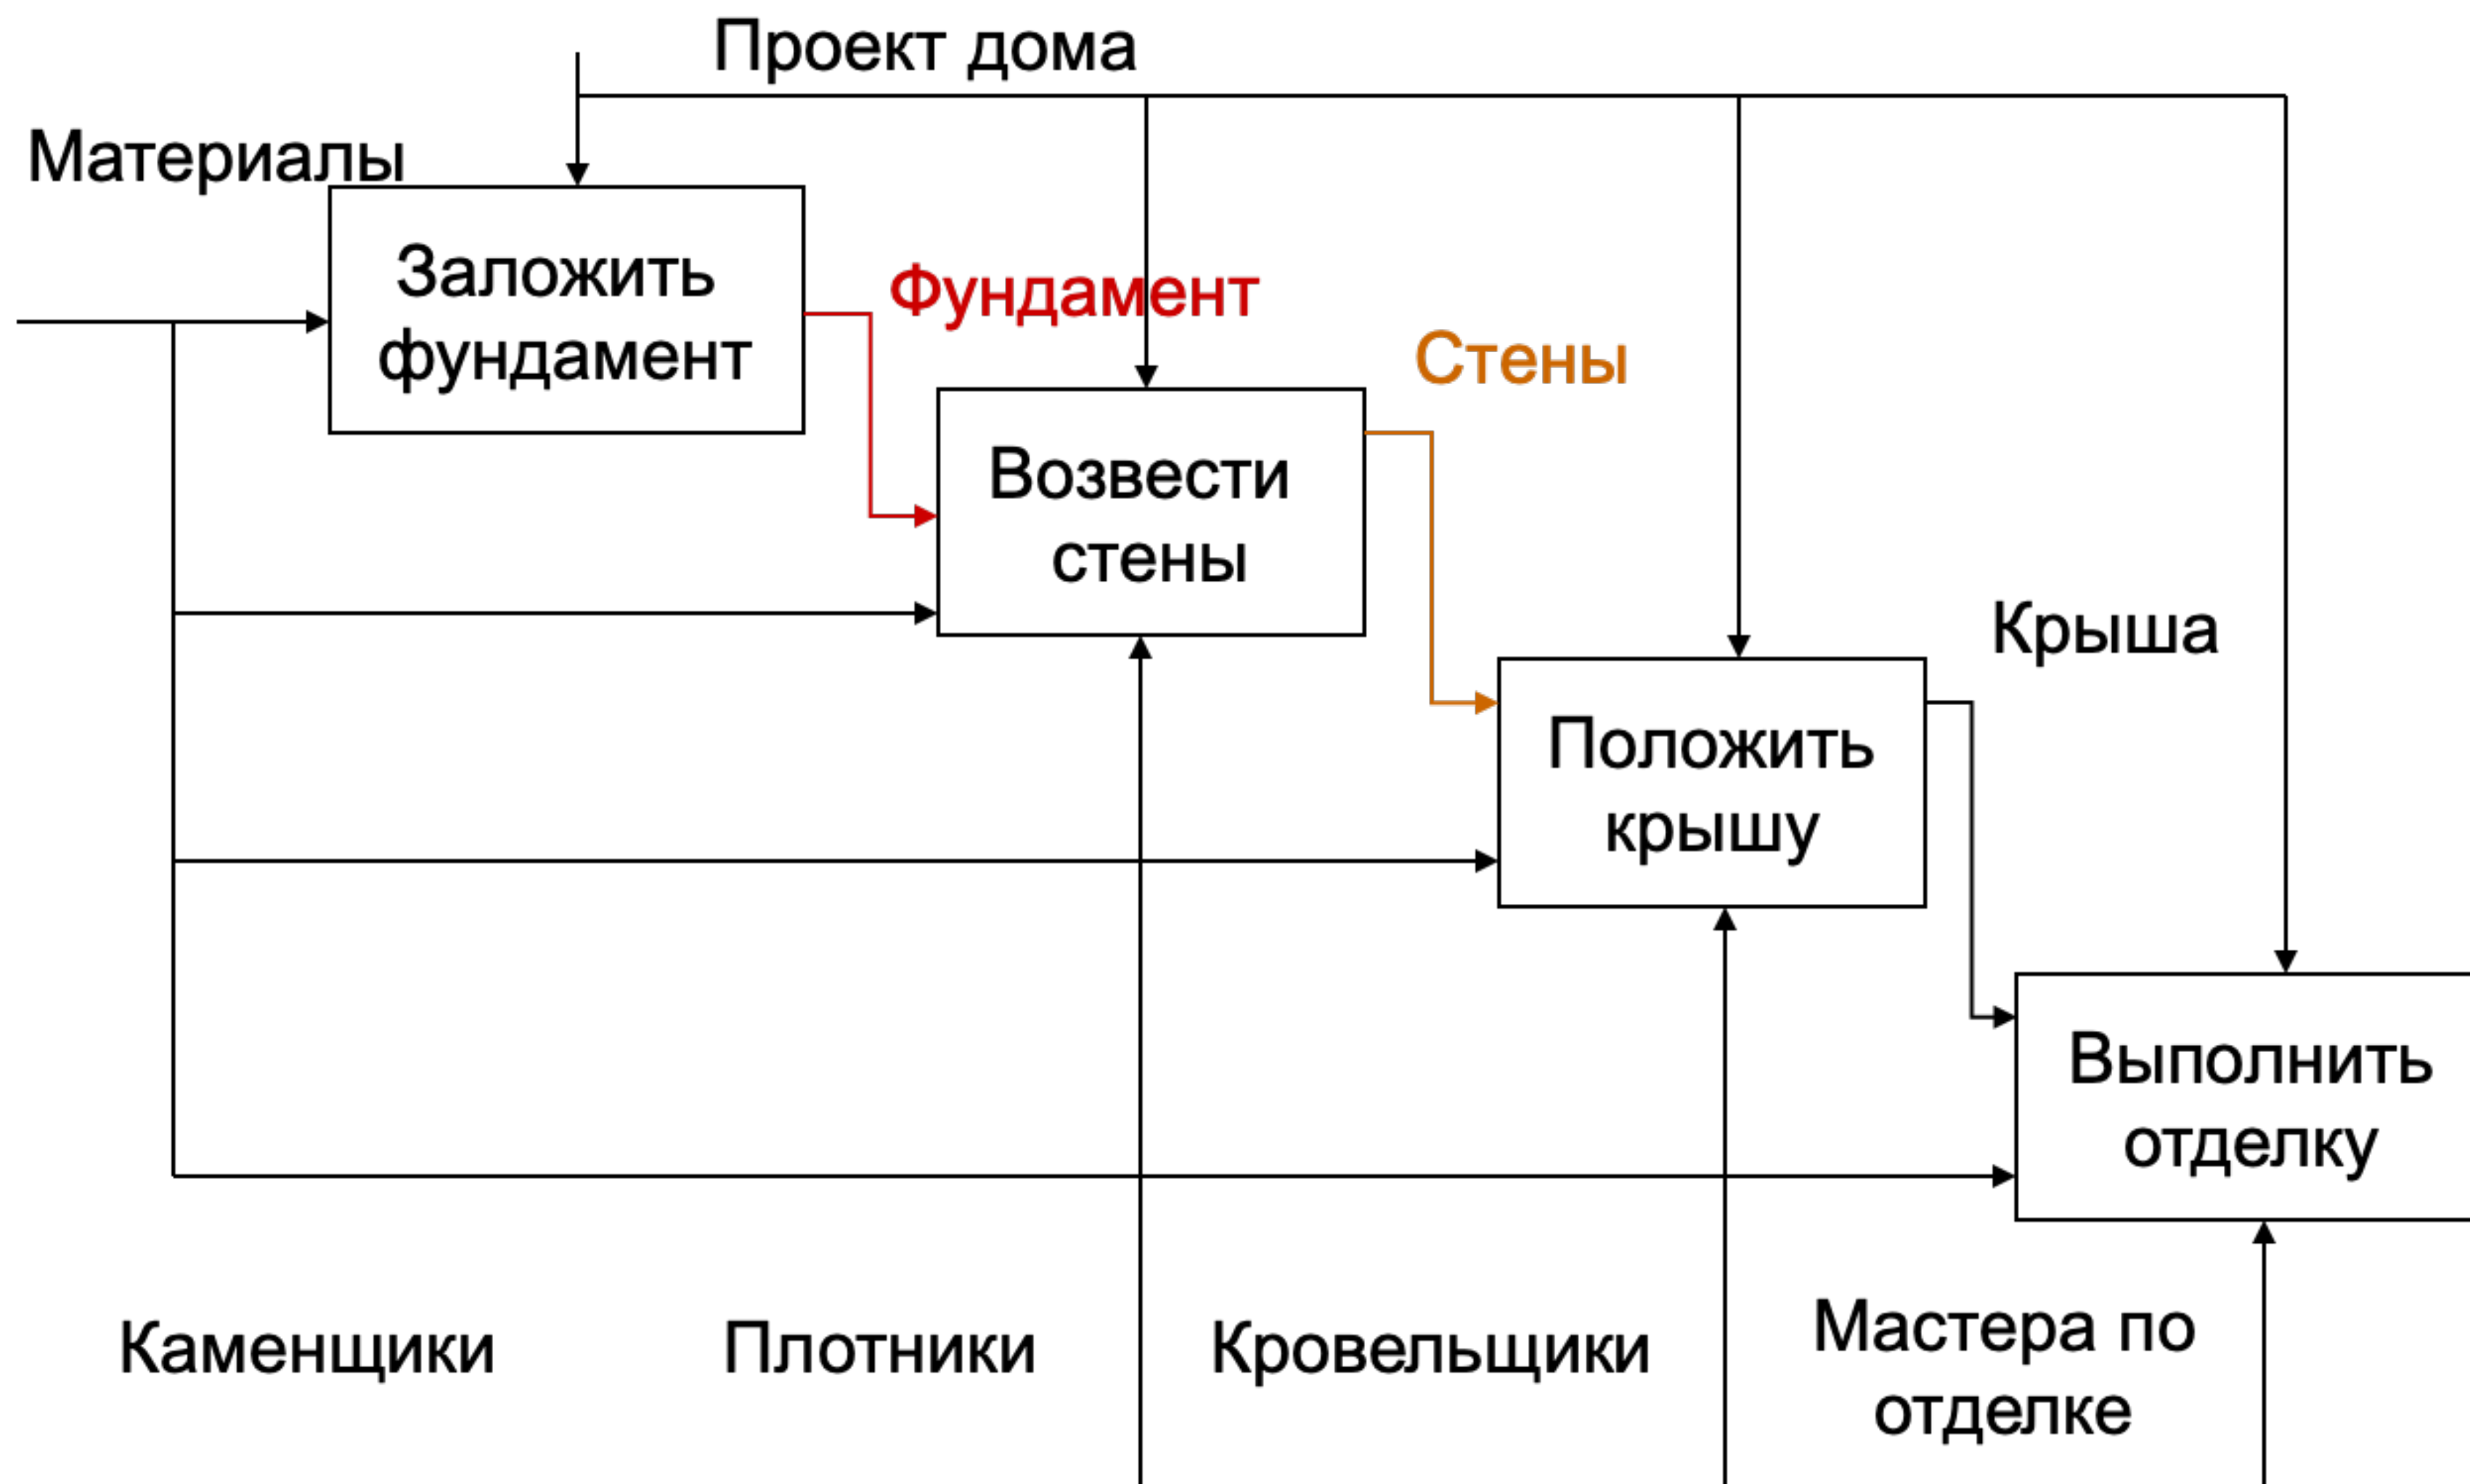 Проект дома
Материалы
Заложить
фундамент
Фундамент
Стены
Возвести
стены
Крыша
Положить
крышу
Выполнить
отделку
Каменщики
Плотники
Кровельщики
Мастера по
отделке